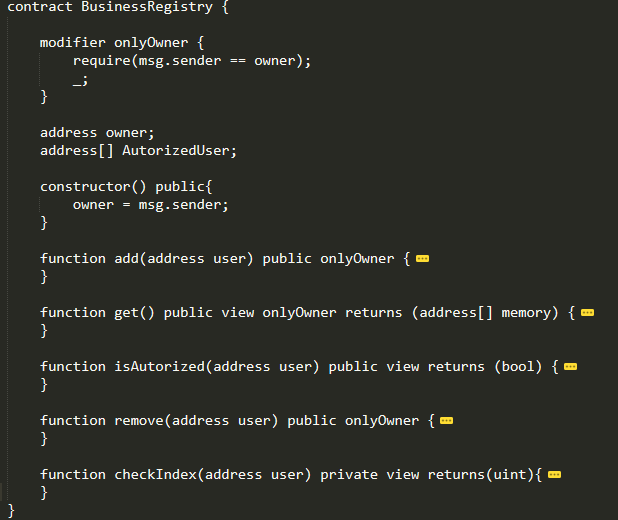 contract BusinessRegistry {
modifier onlyOwner {
require(msg.sender == owner);
_;
}
address owner;
address[] AutorizedUser;
constructor() public{
owner = msg.sender;
}
function add(address user) public onlyOwner {
}
function get() public view onlyOwner returns (address[] memory) {
}
function isAutorized(address user) public view returns (bool) {
}
function remove(address user) public onlyOwner {
}
function checkIndex(address user) private view returns(uint){
}
}